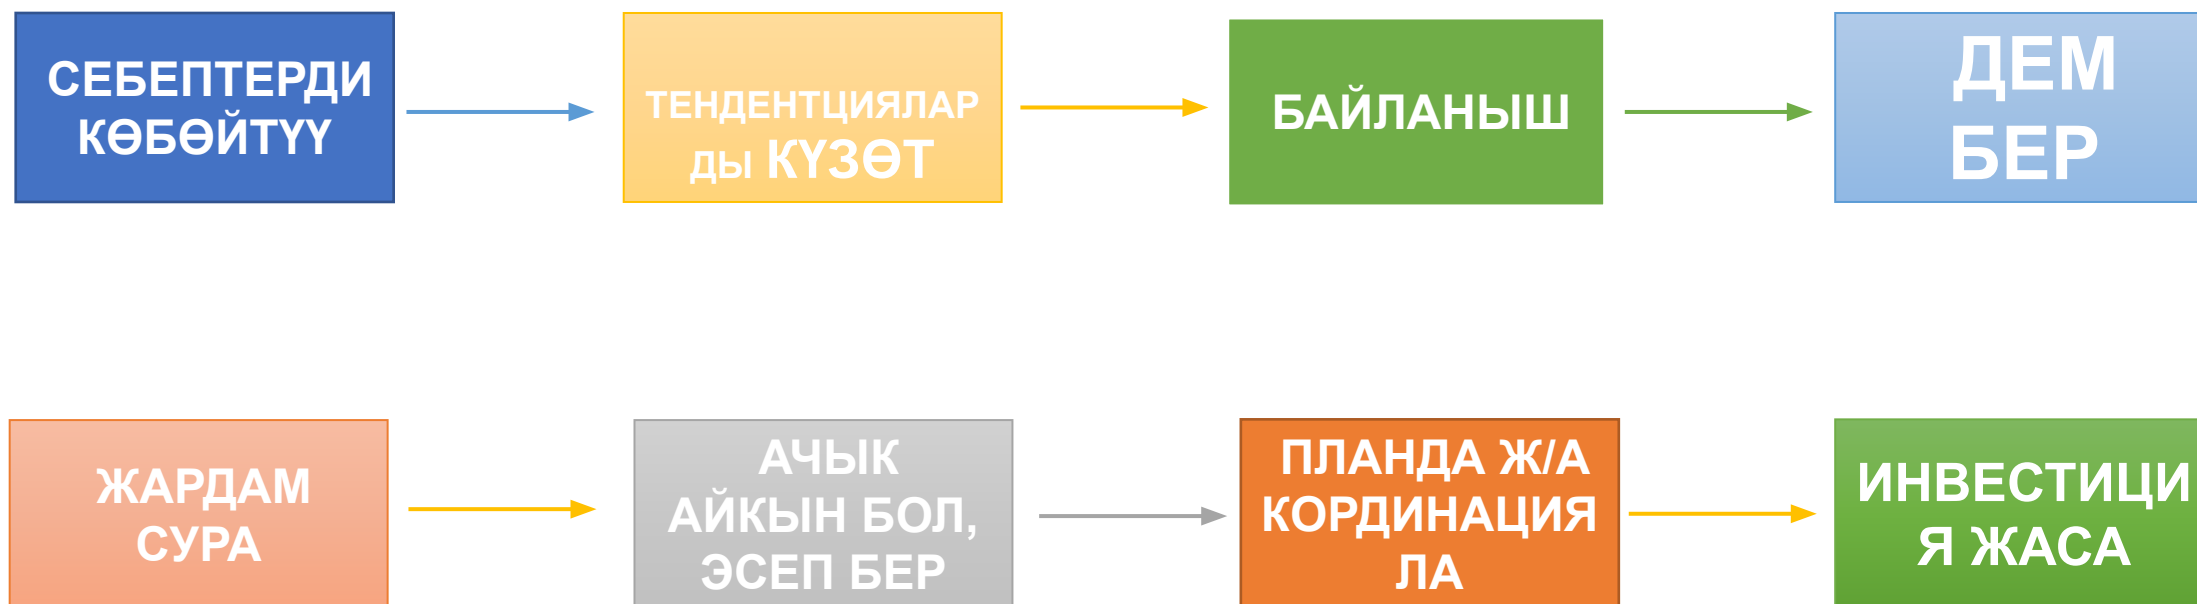 СЕБЕПТЕРДИ
КӨБӨЙТҮҮ
ТЕНДЕНТЦИЯЛАР
ДЫ КҮЗӨТ
БАЙЛАНЫШ
ДЕМ
БЕР
ЖАРДАМ
СУРА
АЧЫК
АЙКЫН БОЛ,
ЭСЕП БЕР
ПЛАНДА Ж/А
КОРДИНАЦИЯ
ЛА
ИНВЕСТИЦИ
Я ЖАСА